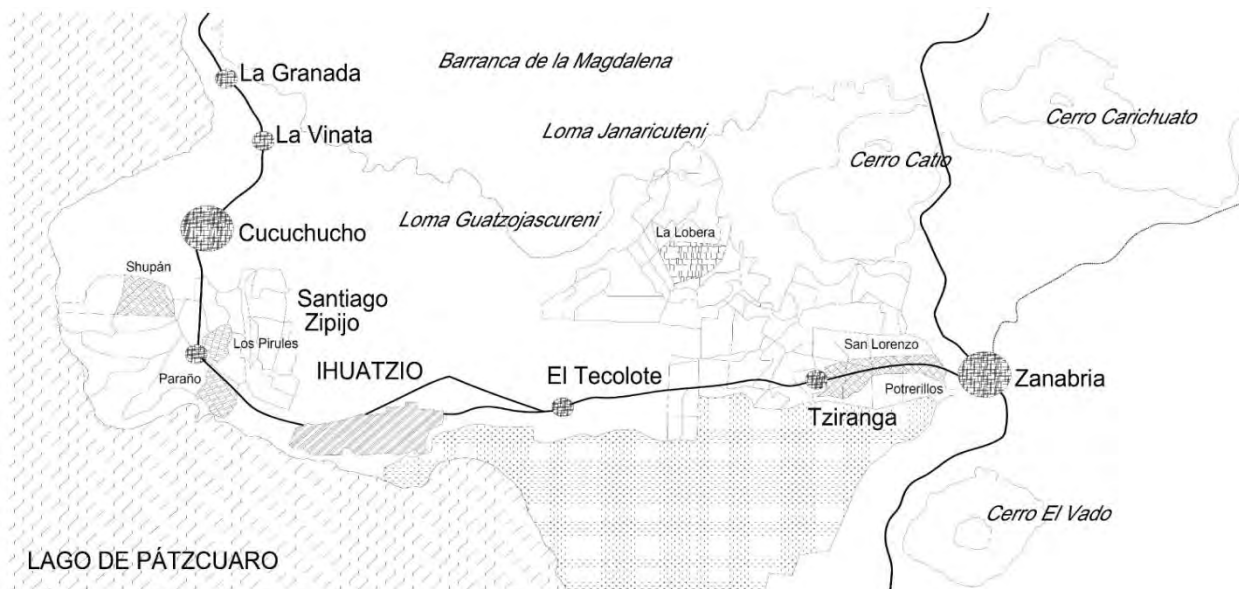 La Granada
Barranca de la Magdalena
Cerro Carichuato
La Vinata
Loma Janaricuteni
Cerro Catio
Loma Guatzojascureni
Cucuchucho
La Lobera
Shupán
Santiago
Zipijo
Los Pirules
San Lorenzo
Paraño
IHUATZIO
El Tecolote
Zanabria
Potrerillos
Tziranga
Cerro El Vado
LAGO DE PÁTZCUARO